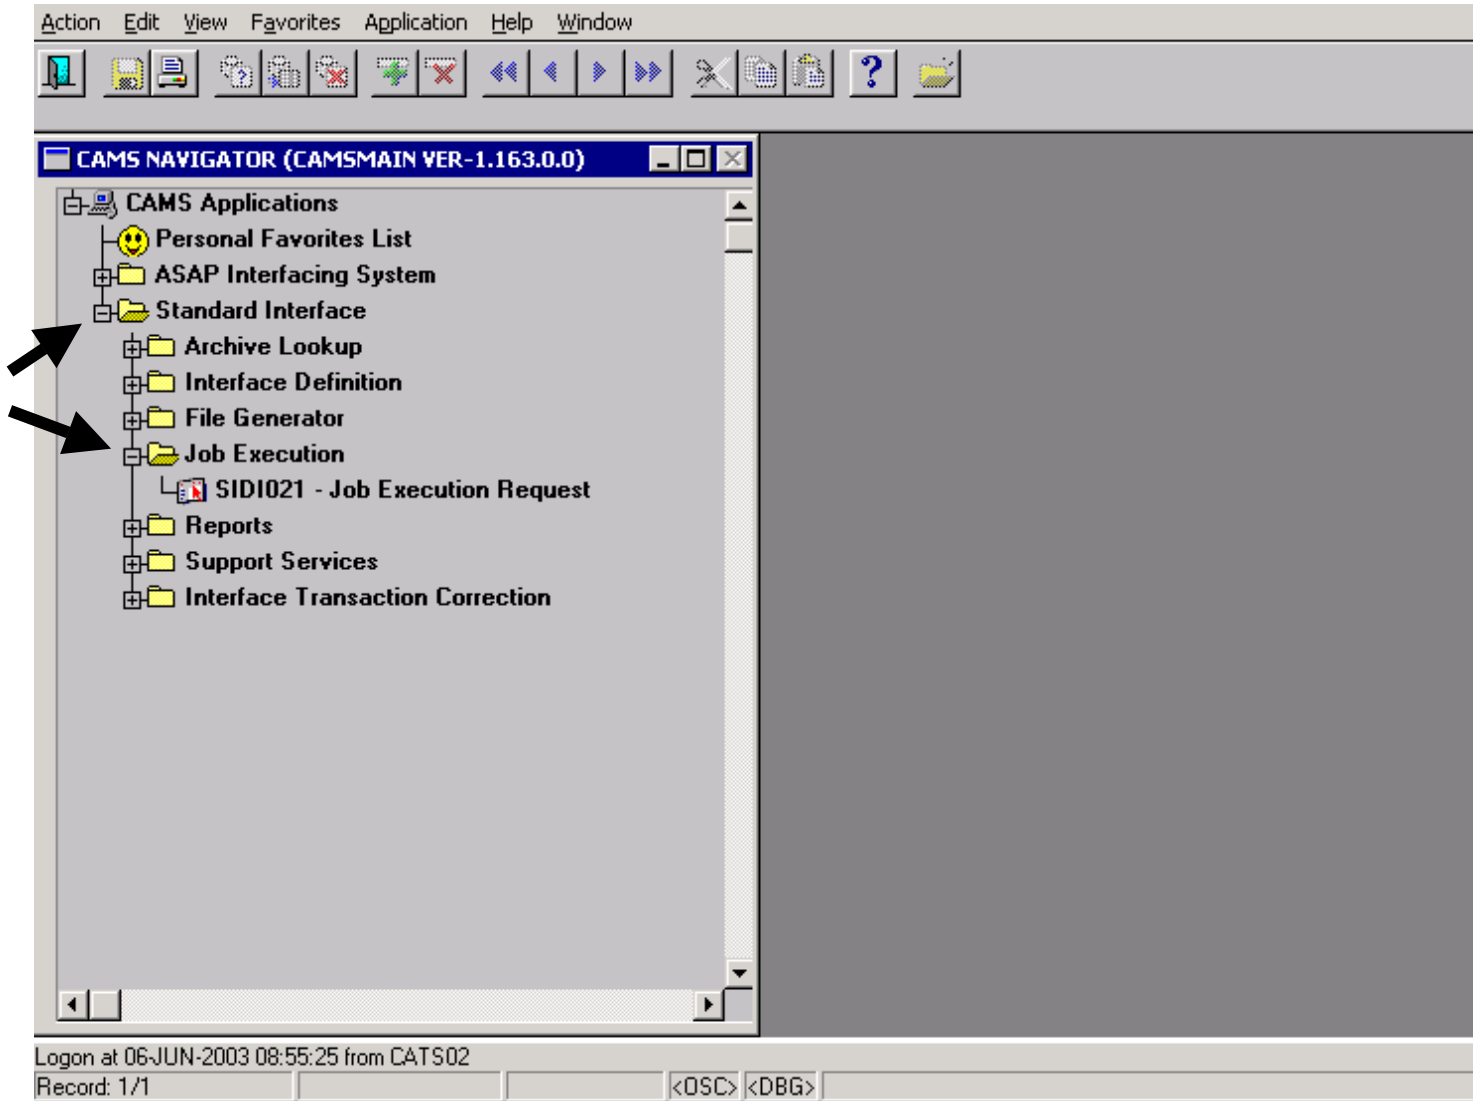 Action Edit View Favorites Application Help Window
CAMS NAVIGATOR (CAMSMAIN VER-1.163.0.0)
CAMS Applications
Personal Favorites List
ASAP Interfacing System
Standard Interface
Archive Lookup
Interface Definition
File Generator
Job Execution
SIDI021 - Job Execution Request
Reports
Support Services
Interface Transaction Correction
Logon at 06-JUN-2003 08:55:25 from CATS02
Record: 1/1 <OSC> <DBG>